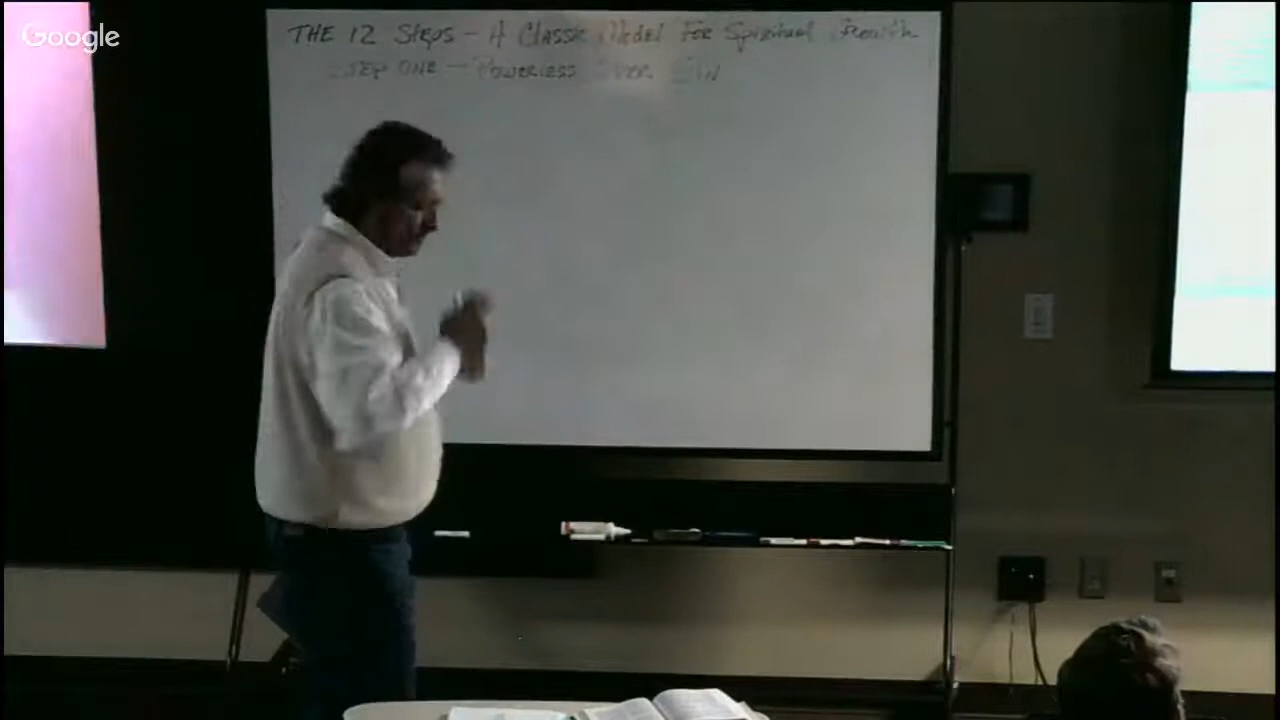 Google
THE 12 STEPS - A CLASSIC MODEL FOR SPIRITUAL GROWTH
STEP ONE - POWERLESS OVER SIN